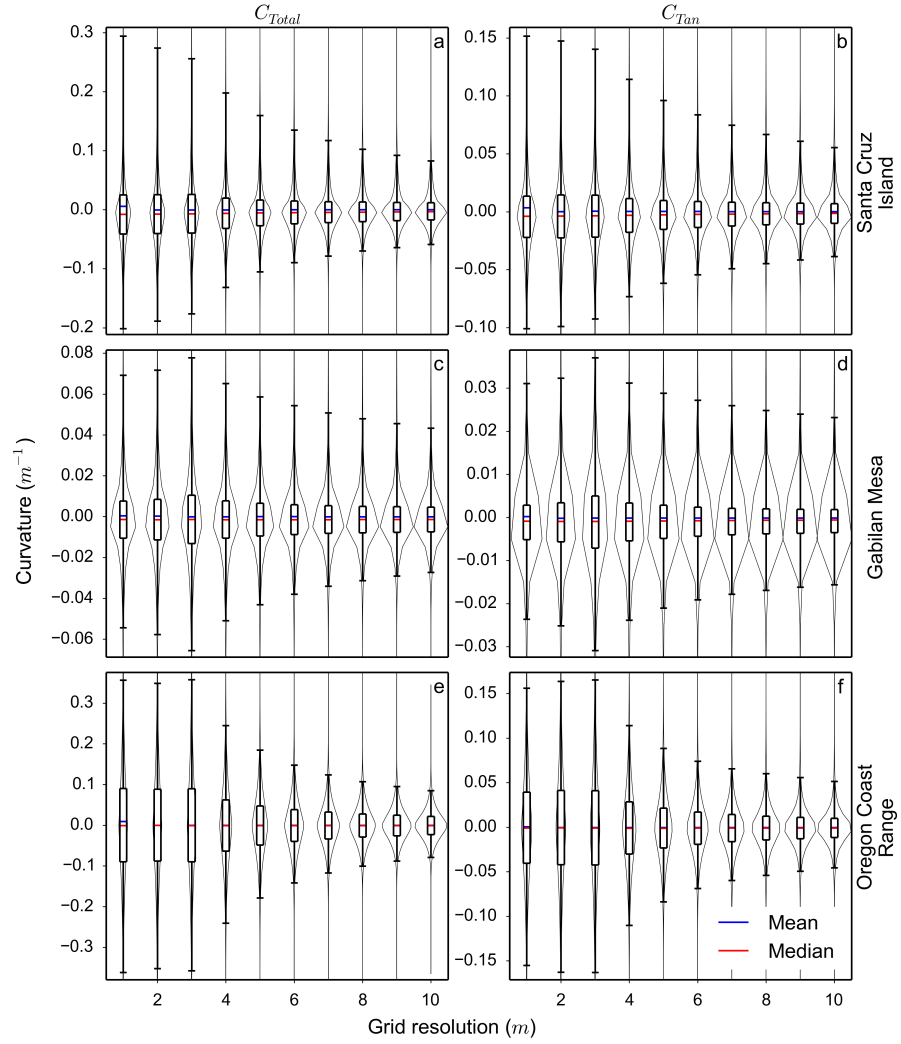 C_Total C_Tan
a
0.3
0.2
0.1
0.0
−0.1
−0.2
b
0.15
0.10
0.05
0.00
−0.05
−0.10
Santa Cruz
Island
c
0.08
0.06
0.04
0.02
0.00
−0.02
−0.04
−0.06
d
0.03
0.02
0.01
0.00
−0.01
−0.02
−0.03
Gabilan Mesa
Curvature (m⁻¹)
e
0.3
0.2
0.1
0.0
−0.1
−0.2
−0.3
f
0.15
0.10
0.05
0.00
−0.05
−0.10
−0.15
Oregon Coast
Range
Mean
Median
2 4 6 8 10
2 4 6 8 10
Grid resolution (m)